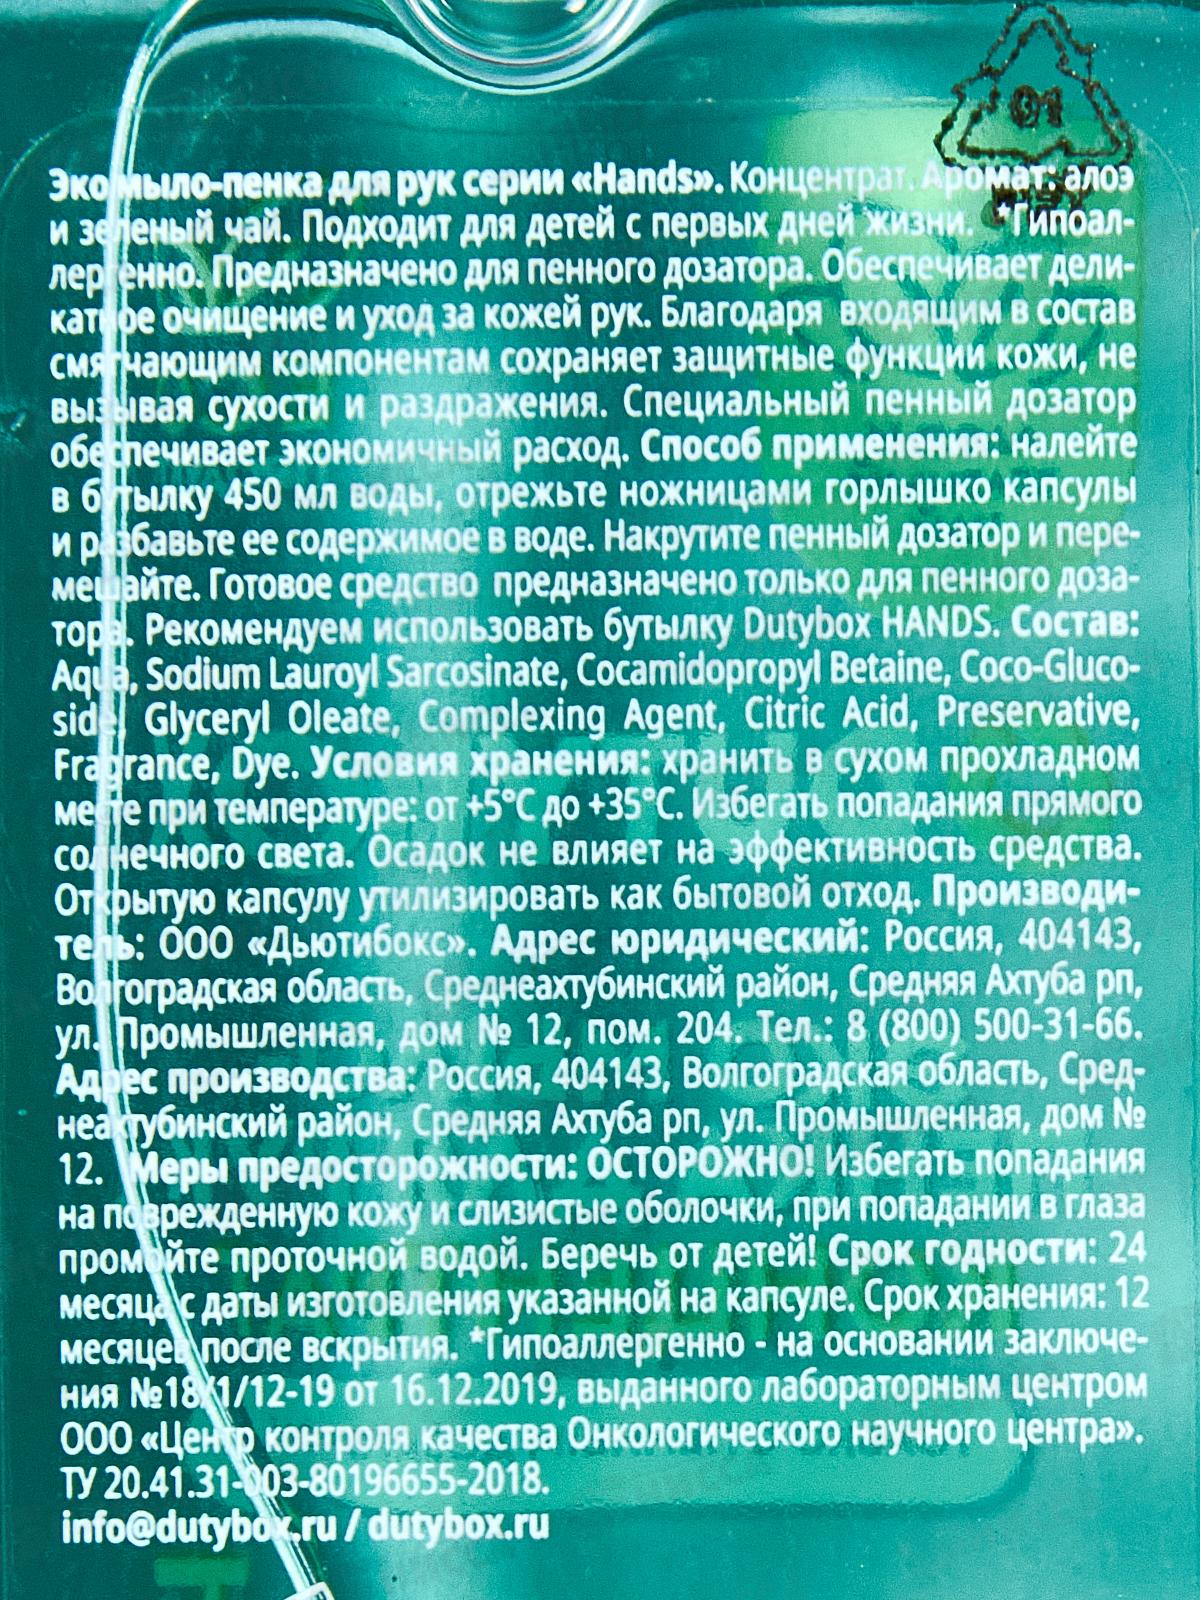 01
Эко мыло-пенка для рук серии «Hands». Концентрат. Аромат: алоэ
и зеленый чай. Подходит для детей с первых дней жизни. *Гипоал-
лергенно. Предназначено для пенного дозатора. Обеспечивает дели-
катное очищение и уход за кожей рук. Благодаря входящим в состав
смягчающим компонентам сохраняет защитные функции кожи, не
вызывая сухости и раздражения. Специальный пенный дозатор
обеспечивает экономичный расход. Способ применения: налейте
в бутылку 450 мл воды, отрежьте ножницами горлышко капсулы
и разбавьте ее содержимое в воде. Накрутите пенный дозатор и пере-
мешайте. Готовое средство предназначено только для пенного доза-
тора. Рекомендуем использовать бутылку Dutybox HANDS. Состав:
Aqua, Sodium Lauroyl Sarcosinate, Cocamidopropyl Betaine, Coco-Gluco-
side, Glyceryl Oleate, Complexing Agent, Citric Acid, Preservative,
Fragrance, Dye. Условия хранения: хранить в сухом прохладном
месте при температуре: от +5°C до +35°C. Избегать попадания прямого
солнечного света. Осадок не влияет на эффективность средства.
Открытую капсулу утилизировать как бытовой отход. Производи-
тель: ООО «Дьютибокс». Адрес юридический: Россия, 404143,
Волгоградская область, Среднеахтубинский район, Средняя Ахтуба рп,
ул. Промышленная, дом № 12, пом. 204. Тел.: 8 (800) 500-31-66.
Адрес производства: Россия, 404143, Волгоградская область, Сред-
неахтубинский район, Средняя Ахтуба рп, ул. Промышленная, дом №
12. Меры предосторожности: ОСТОРОЖНО! Избегать попадания
на поврежденную кожу и слизистые оболочки, при попадании в глаза
промойте проточной водой. Беречь от детей! Срок годности: 24
месяца с даты изготовления указанной на капсуле. Срок хранения: 12
месяцев после вскрытия. *Гипоаллергенно - на основании заключе-
ния №18/1/12-19 от 16.12.2019, выданного лабораторным центром
ООО «Центр контроля качества Онкологического научного центра».
ТУ 20.41.31-003-80196655-2018.
info@dutybox.ru / dutybox.ru